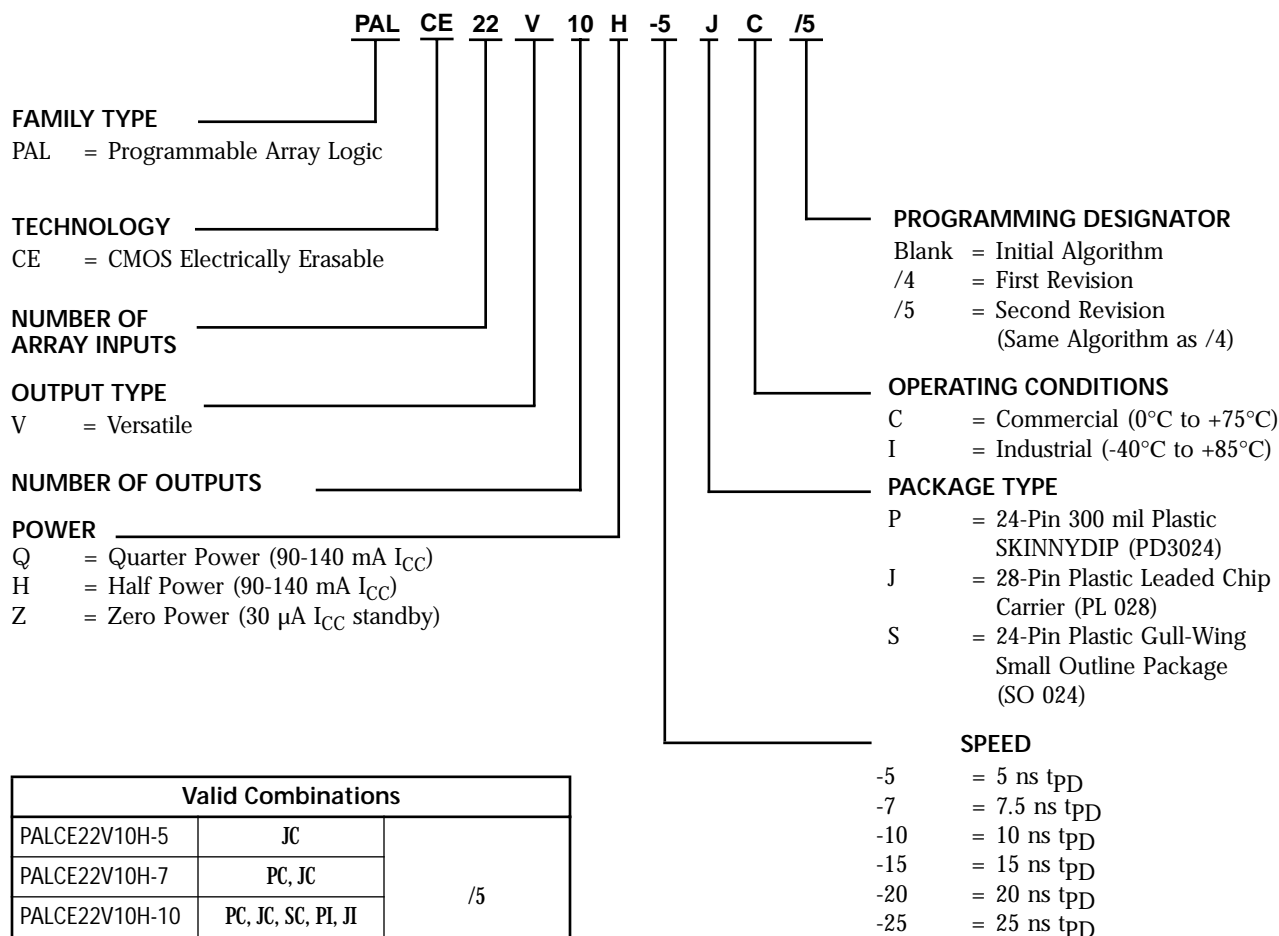 PAL CE 22 V 10 H -5 J C /5
FAMILY TYPE
PAL = Programmable Array Logic
TECHNOLOGY
CE = CMOS Electrically Erasable
NUMBER OF
ARRAY INPUTS
OUTPUT TYPE
V = Versatile
NUMBER OF OUTPUTS
POWER
Q = Quarter Power (90-140 mA ICC)
H = Half Power (90-140 mA ICC)
Z = Zero Power (30 µA ICC standby)
PROGRAMMING DESIGNATOR
Blank = Initial Algorithm
/4 = First Revision
/5 = Second Revision
(Same Algorithm as /4)
OPERATING CONDITIONS
C = Commercial (0°C to +75°C)
I = Industrial (-40°C to +85°C)
PACKAGE TYPE
P = 24-Pin 300 mil Plastic
SKINNYDIP (PD3024)
J = 28-Pin Plastic Leaded Chip
Carrier (PL 028)
S = 24-Pin Plastic Gull-Wing
Small Outline Package
(SO 024)
SPEED
-5 = 5 ns tPD
-7 = 7.5 ns tPD
-10 = 10 ns tPD
-15 = 15 ns tPD
-20 = 20 ns tPD
-25 = 25 ns tPD
Valid Combinations
PALCE22V10H-5 JC
PALCE22V10H-7 PC, JC
/5
PALCE22V10H-10 PC, JC, SC, PI, JI